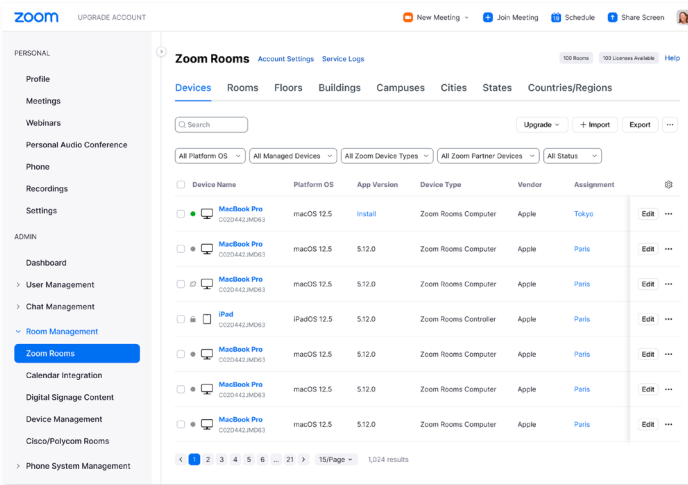 zoom UPGRADE ACCOUNT New Meeting Join Meeting 19 Schedule Share Screen
PERSONAL
Profile
Meetings
Webinars
Personal Audio Conference
Phone
Recordings
Settings
ADMIN
Dashboard
User Management
Chat Management
Room Management
Zoom Rooms
Calendar Integration
Digital Signage Content
Device Management
Cisco/Polycom Rooms
Phone System Management
Zoom Rooms Account Settings Service Logs 100 Rooms 100 Licenses Available Help
Devices Rooms Floors Buildings Campuses Cities States Countries/Regions
Search Upgrade + Import Export ...
All Platform OS All Managed Devices All Zoom Device Types All Zoom Partner Devices All Status
Device Name Platform OS App Version Device Type Vendor Assignment
MacBook Pro macOS 12.5 Install Zoom Rooms Computer Apple Tokyo Edit ...
C02D442JMD63
MacBook Pro macOS 12.5 5.12.0 Zoom Rooms Computer Apple Paris Edit ...
C02D442JMD63
MacBook Pro macOS 12.5 5.12.0 Zoom Rooms Computer Apple Paris Edit ...
C02D442JMD63
iPad iPadOS 12.5 5.12.0 Zoom Rooms Controller Apple Paris Edit ...
C02D442JMD63
MacBook Pro macOS 12.5 5.12.0 Zoom Rooms Computer Apple Paris Edit ...
C02D442JMD63
MacBook Pro macOS 12.5 5.12.0 Zoom Rooms Computer Apple Paris Edit ...
C02D442JMD63
MacBook Pro macOS 12.5 5.12.0 Zoom Rooms Computer Apple Paris Edit ...
C02D442JMD63
1 2 3 4 5 6 ... 21 15/Page 1,024 results